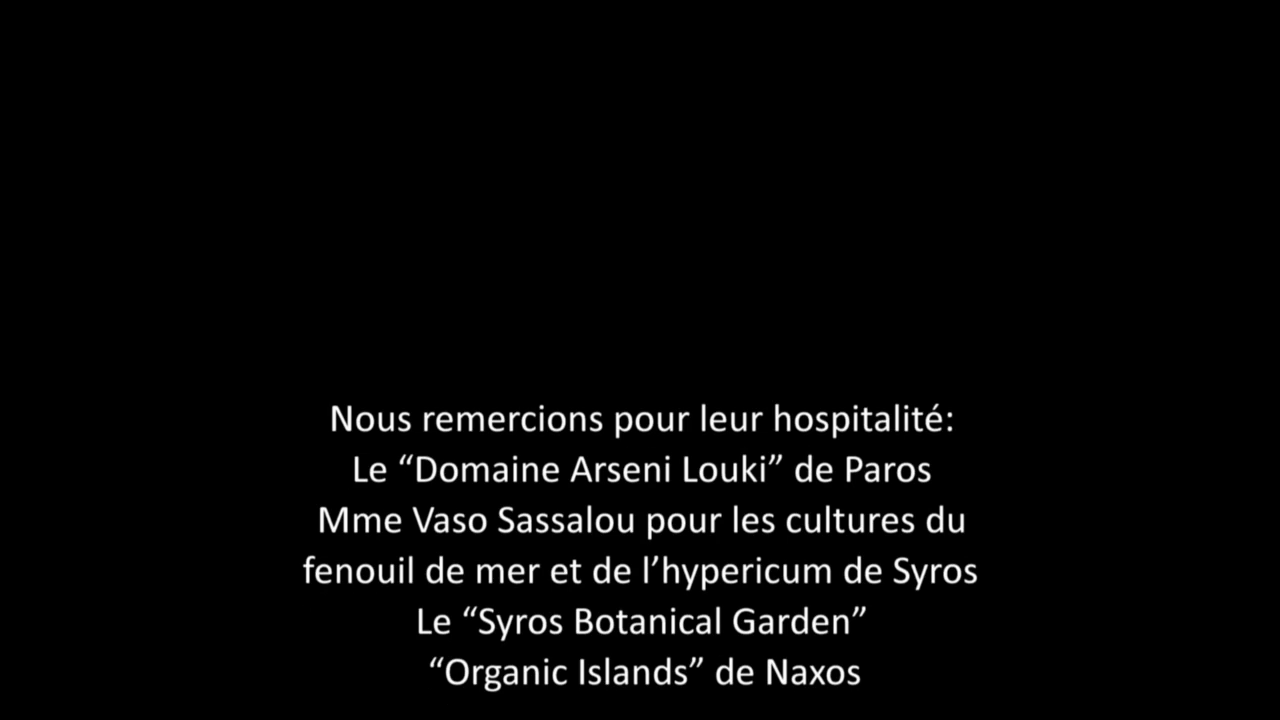 Nous remercions pour leur hospitalité:
Le “Domaine Arseni Louki” de Paros
Mme Vaso Sassalou pour les cultures du
fenouil de mer et de l’hypericum de Syros
Le “Syros Botanical Garden”
“Organic Islands” de Naxos